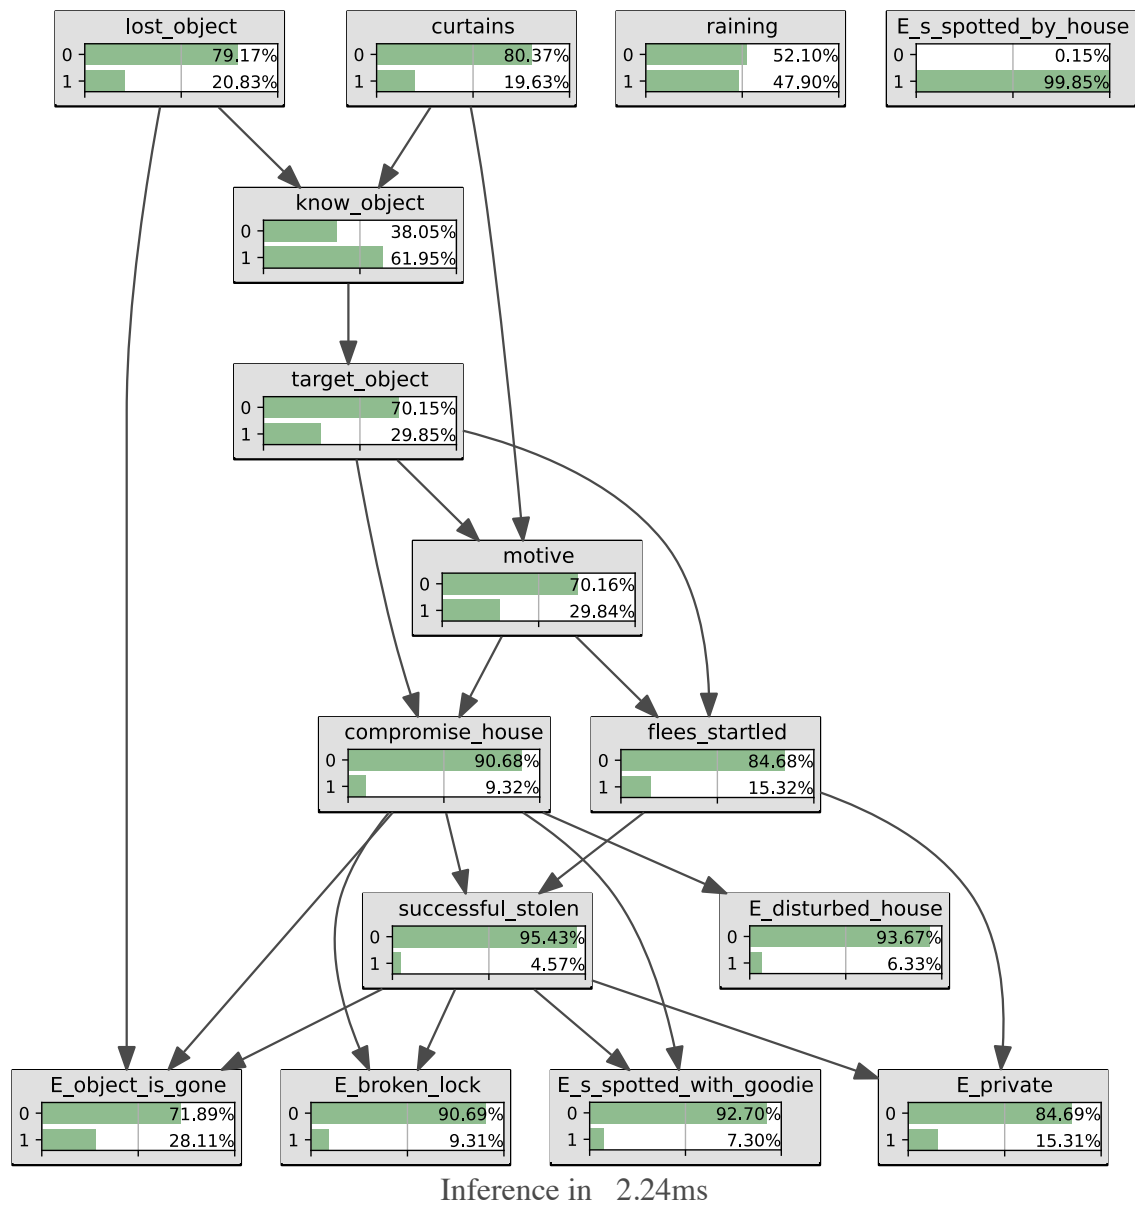 lost_object
0 79.17%
1 20.83%
curtains
0 80.37%
1 19.63%
raining
0 52.10%
1 47.90%
E_s_spotted_by_house
0 0.15%
1 99.85%
know_object
0 38.05%
1 61.95%
target_object
0 70.15%
1 29.85%
motive
0 70.16%
1 29.84%
compromise_house
0 90.68%
1 9.32%
flees_startled
0 84.68%
1 15.32%
successful_stolen
0 95.43%
1 4.57%
E_disturbed_house
0 93.67%
1 6.33%
E_object_is_gone
0 71.89%
1 28.11%
E_broken_lock
0 90.69%
1 9.31%
E_s_spotted_with_goodie
0 92.70%
1 7.30%
E_private
0 84.69%
1 15.31%
Inference in 2.24ms